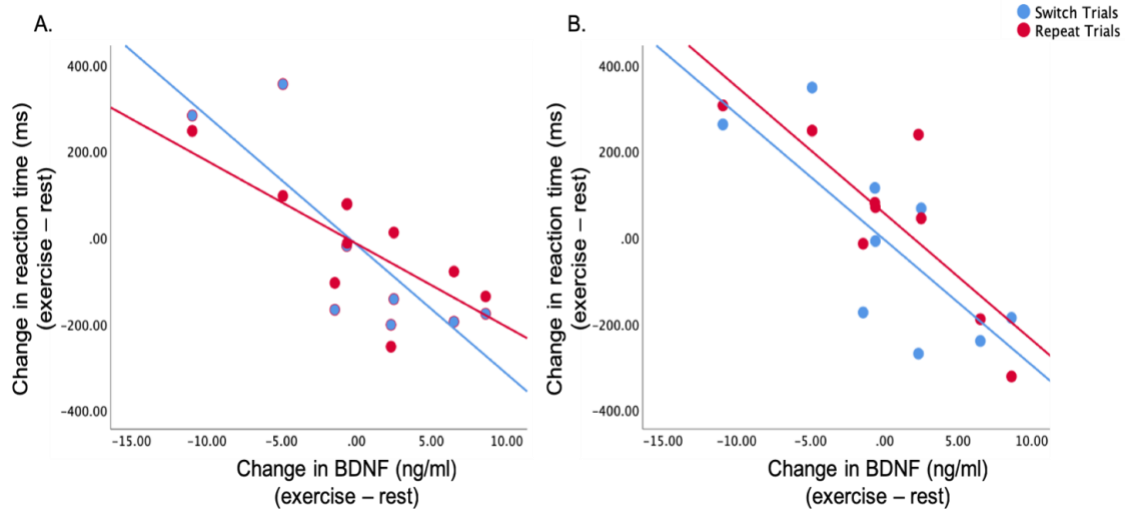 A.
B.
Switch Trials
Repeat Trials
Change in reaction time (ms)
(exercise – rest)
400.00
200.00
.00
–200.00
–400.00
–15.00 –10.00 –5.00 .00 5.00 10.00
Change in BDNF (ng/ml)
(exercise – rest)
Change in reaction time (ms)
(exercise – rest)
400.00
200.00
.00
–200.00
–400.00
–15.00 –10.00 –5.00 .00 5.00 10.00
Change in BDNF (ng/ml)
(exercise – rest)